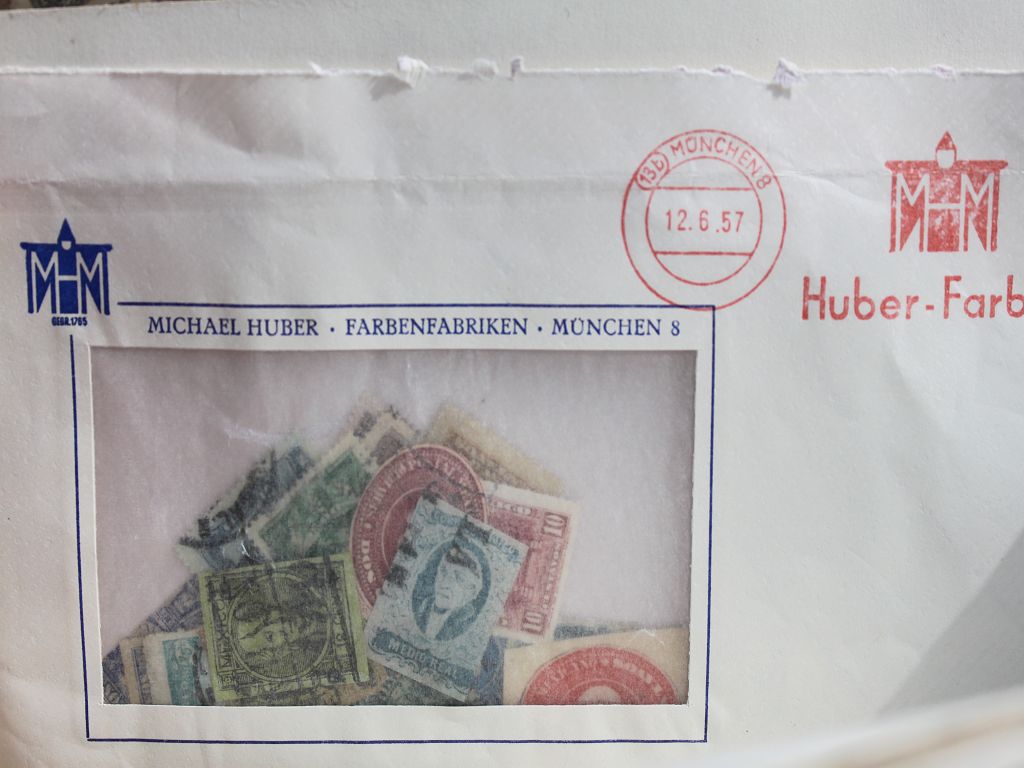 (13b) MÜNCHEN 8
12.6.57
MHM
Huber-Farb
MHM
GEGR.1765
MICHAEL HUBER · FARBENFABRIKEN · MÜNCHEN 8
10
10
MEXICO